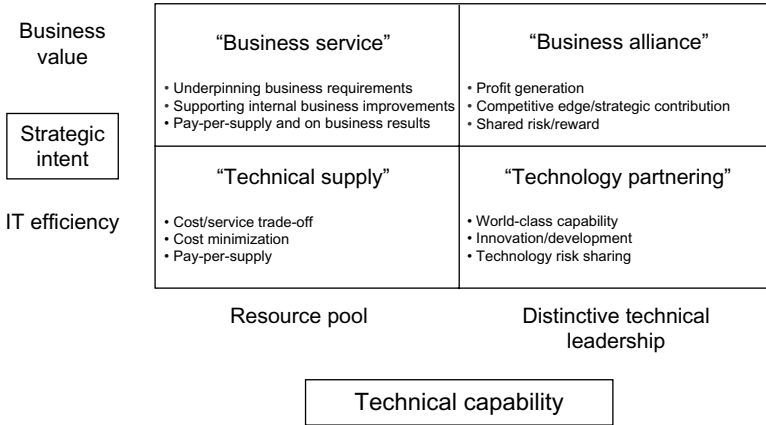 Business
value
“Business service”
• Underpinning business requirements
• Supporting internal business improvements
• Pay-per-supply and on business results
“Business alliance”
• Profit generation
• Competitive edge/strategic contribution
• Shared risk/reward
Strategic
intent
IT efficiency
“Technical supply”
• Cost/service trade-off
• Cost minimization
• Pay-per-supply
“Technology partnering”
• World-class capability
• Innovation/development
• Technology risk sharing
Resource pool
Distinctive technical
leadership
Technical capability